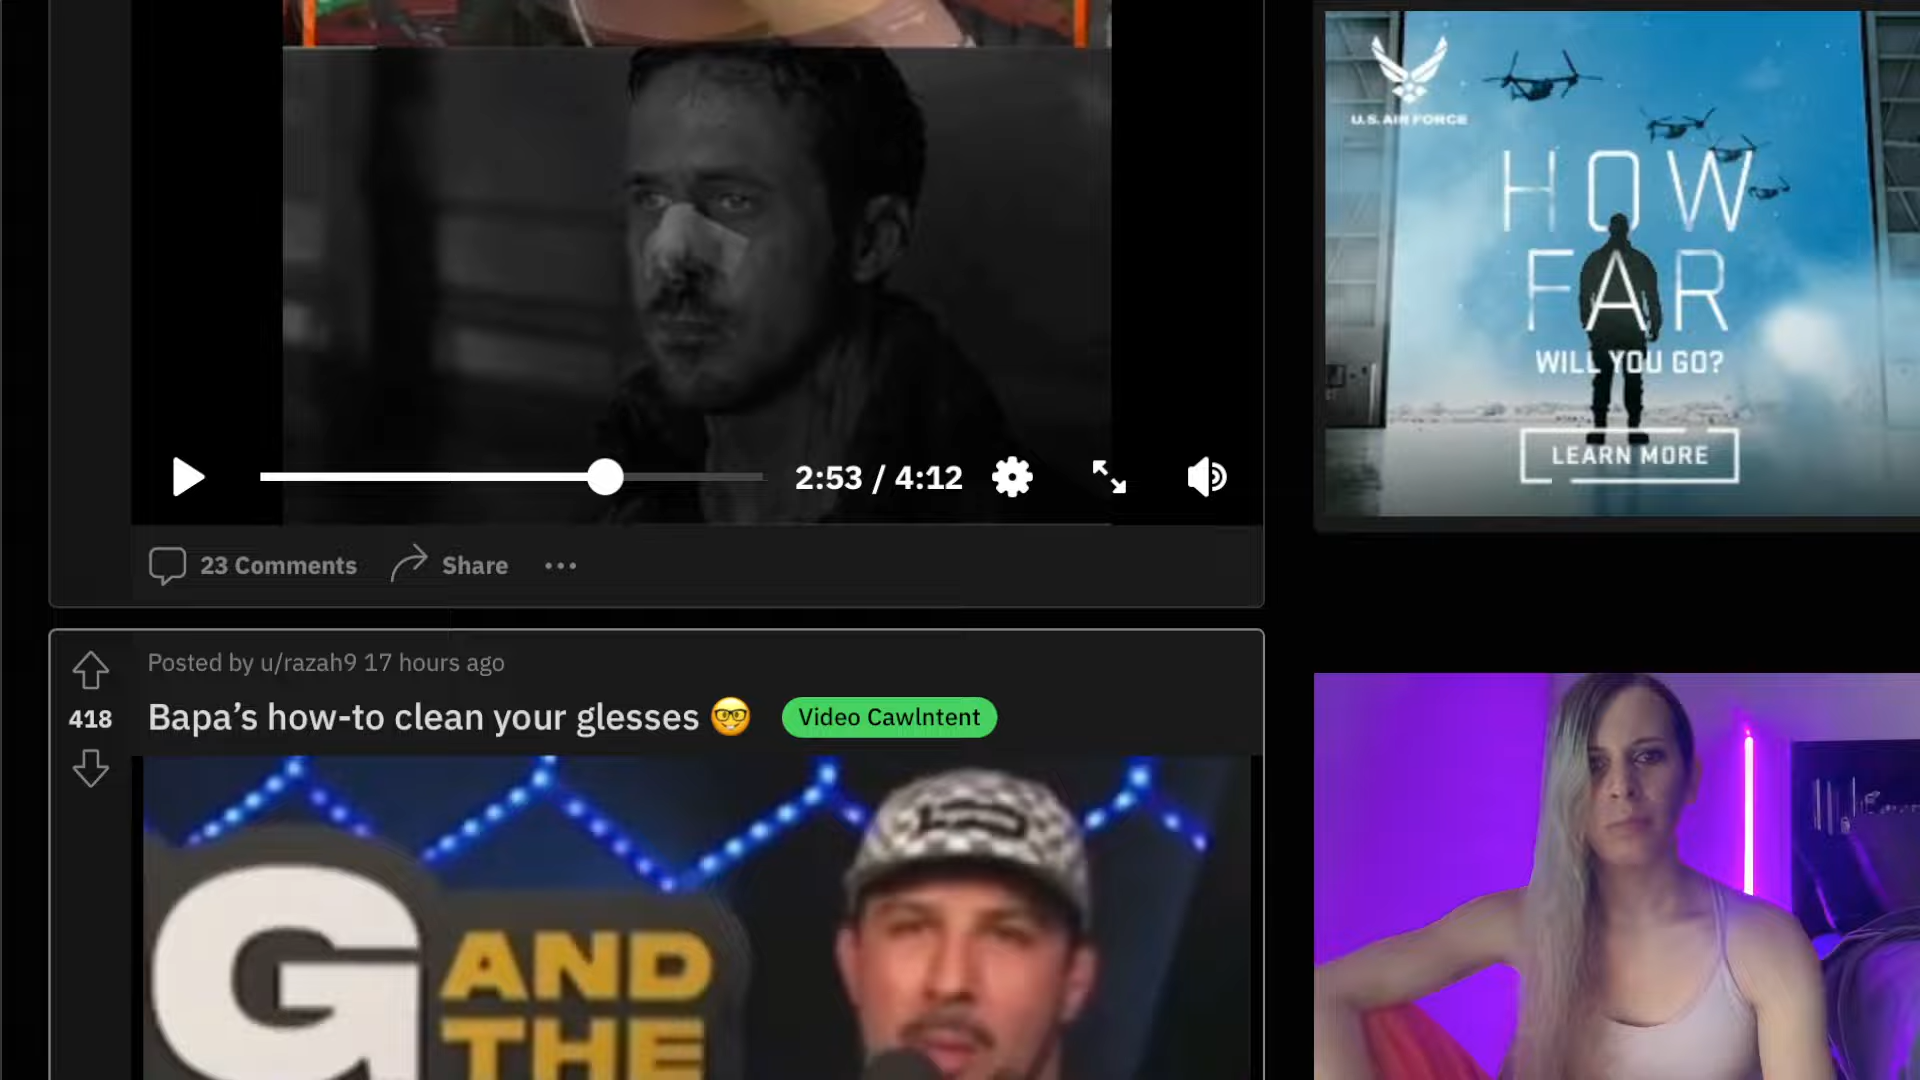 U.S. AIR FORCE
HOW
FAR
WILL YOU GO?
LEARN MORE
2:53 / 4:12
23 Comments
Share
Posted by u/razah9 17 hours ago
418
Bapa’s how-to clean your glesses 🤓
Video Cawlntent
G
AND
THE